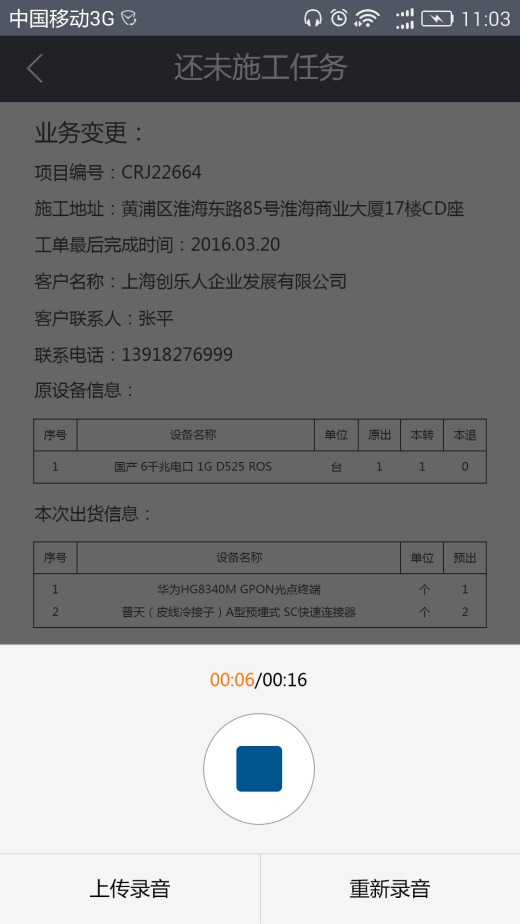 中国移动3G 11:03
还未施工任务
业务变更：
项目编号：CRJ22664
施工地址：黄浦区淮海东路85号淮海商业大厦17楼CD座
工单最后完成时间：2016.03.20
客户名称：上海创乐人企业发展有限公司
客户联系人：张平
联系电话：13918276999
原设备信息：
序号 设备名称 单位 原出 本转 本退
1 国产 6千兆电口 1G D525 ROS 台 1 1 0
本次出货信息：
序号 设备名称 单位 预出
1 华为HG8340M GPON光点终端 个 1
2 普天（皮线冷接子）A型预埋式 SC快速连接器 个 2
00:06/00:16
上传录音 重新录音